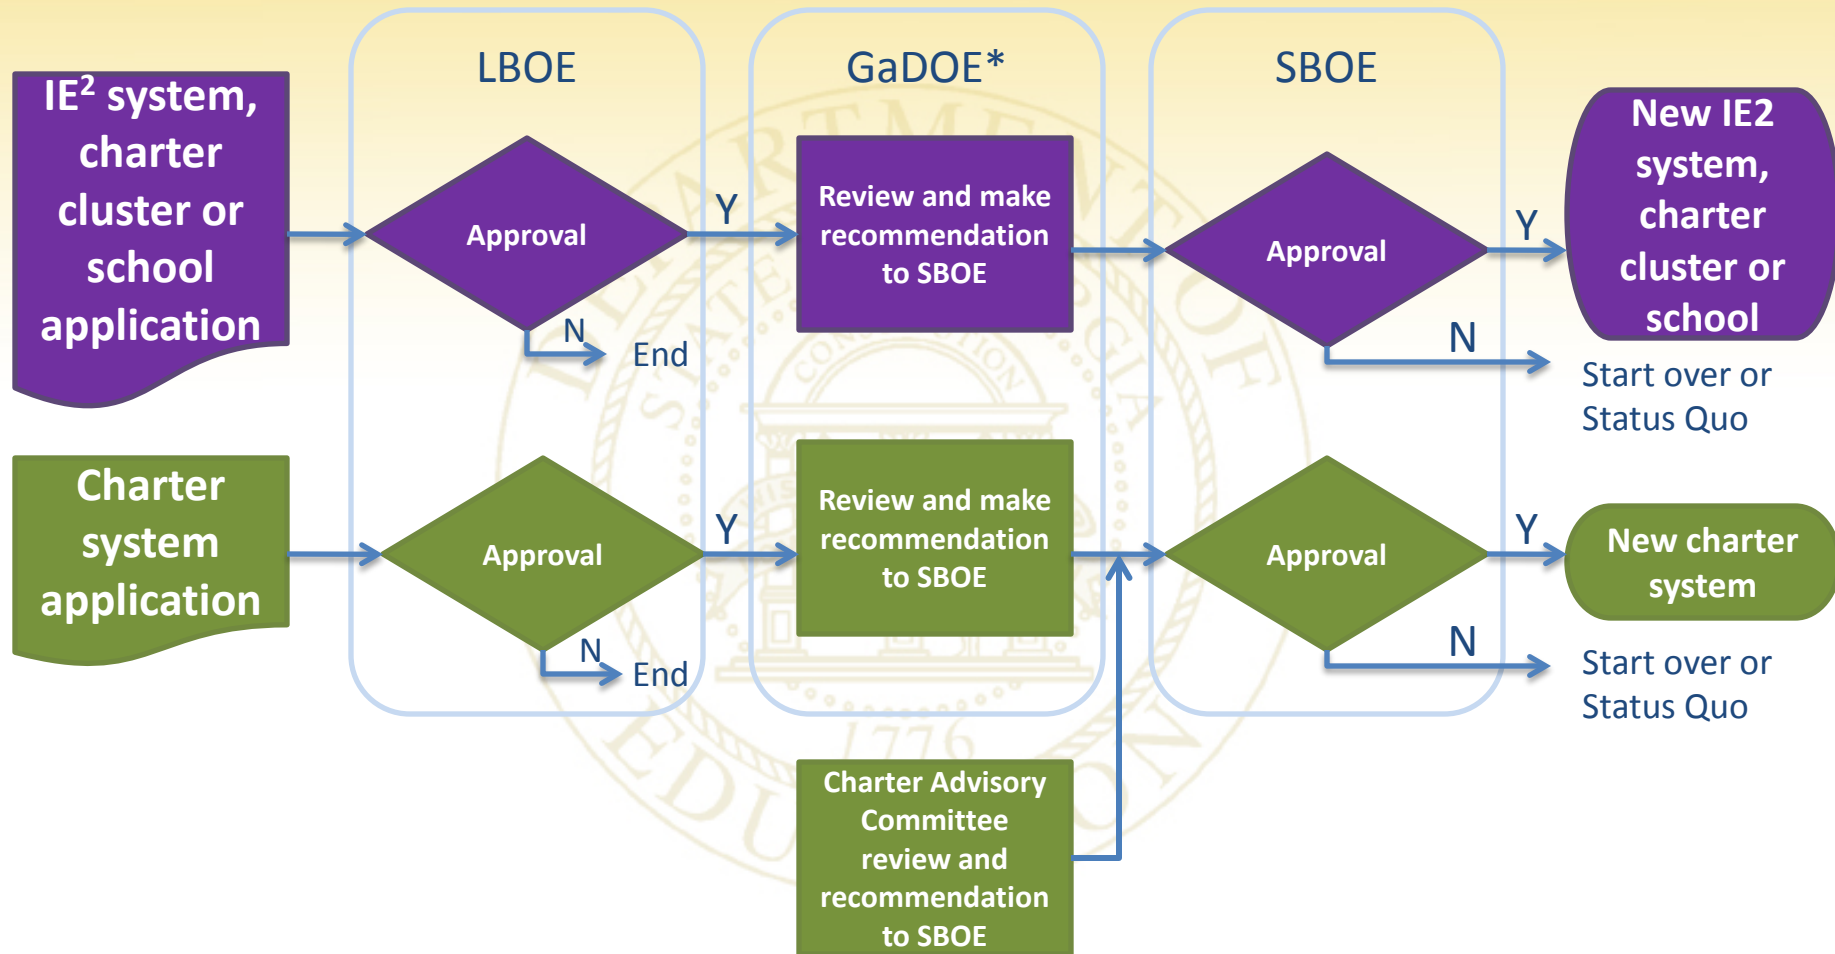 LBOE
GaDOE*
SBOE
IE² system,
charter
cluster or
school
application
Approval
Y
N
End
Review and make
recommendation
to SBOE
Approval
Y
N
New IE2
system,
charter
cluster or
school
Start over or
Status Quo
Charter
system
application
Approval
Y
N
End
Review and make
recommendation
to SBOE
Approval
Y
N
New charter
system
Start over or
Status Quo
Charter Advisory
Committee
review and
recommendation
to SBOE
1776